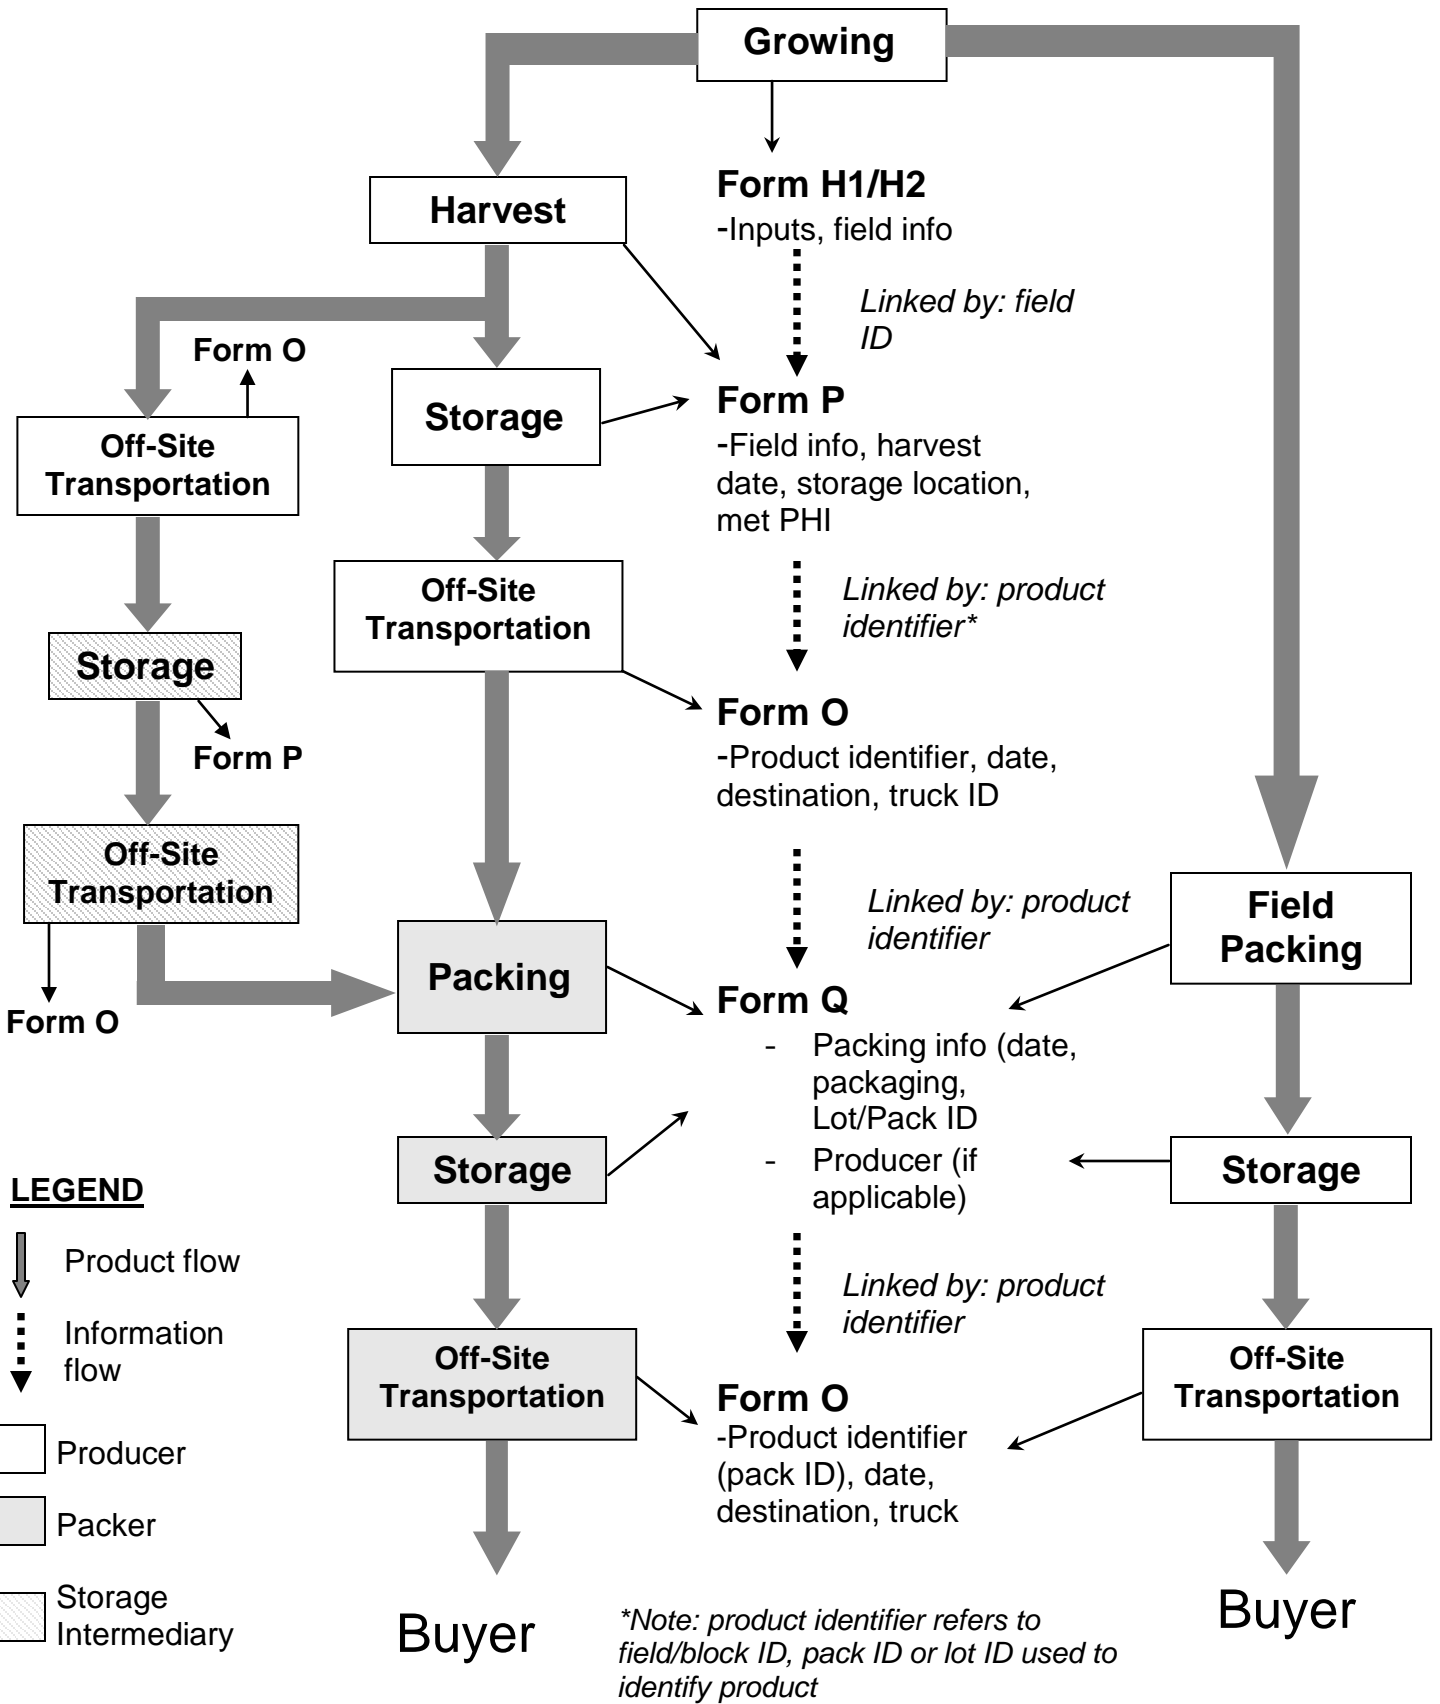 Growing
Form H1/H2
-Inputs, field info
Harvest
Linked by: field
ID
Form O
Storage
Form P
-Field info, harvest
date, storage location,
met PHI
Off-Site
Transportation
Off-Site
Transportation
Linked by: product
identifier*
Storage
Form P
Form O
-Product identifier, date,
destination, truck ID
Off-Site
Transportation
Form O
Linked by: product
identifier
Field
Packing
Packing
Form Q
- Packing info (date,
packaging,
Lot/Pack ID
- Producer (if
applicable)
Storage
Storage
LEGEND
Product flow
Information
flow
Producer
Packer
Storage
Intermediary
Linked by: product
identifier
Off-Site
Transportation
Form O
-Product identifier
(pack ID), date,
destination, truck
Off-Site
Transportation
Buyer
Buyer
*Note: product identifier refers to
field/block ID, pack ID or lot ID used to
identify product